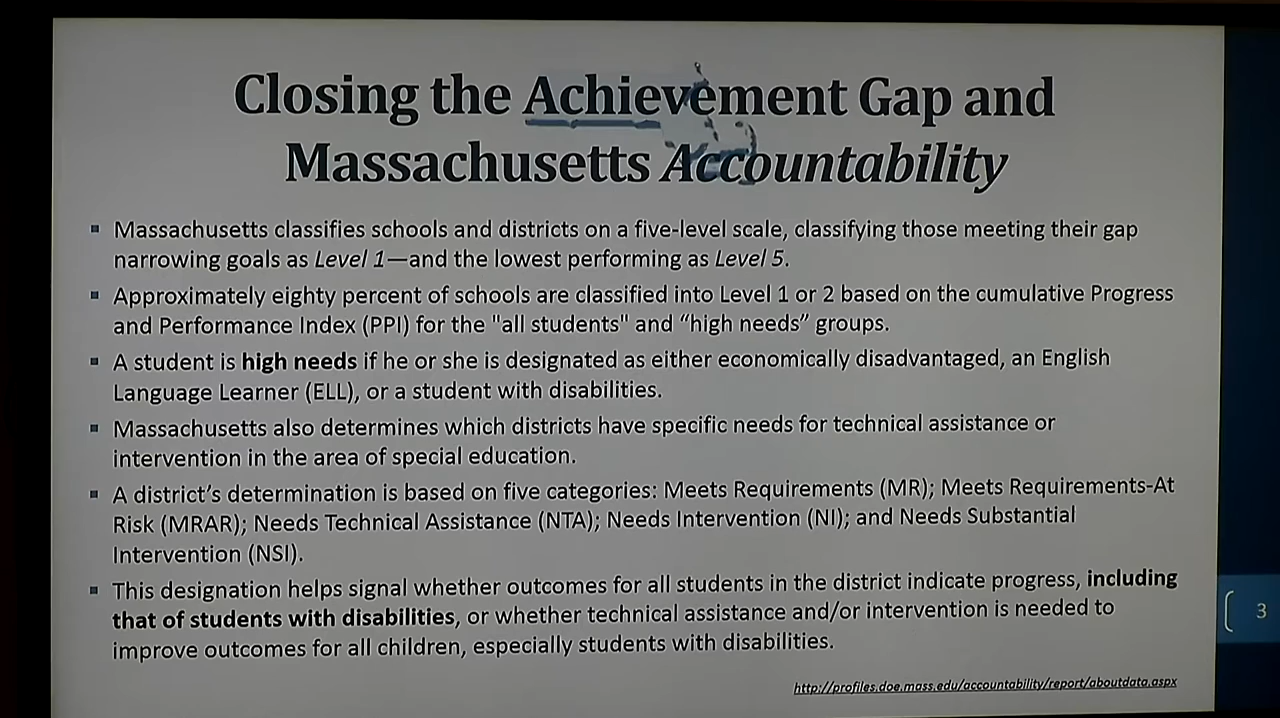 Closing the Achievement Gap and
Massachusetts Accountability
▪ Massachusetts classifies schools and districts on a five-level scale, classifying those meeting their gap
narrowing goals as Level 1—and the lowest performing as Level 5.
▪ Approximately eighty percent of schools are classified into Level 1 or 2 based on the cumulative Progress
and Performance Index (PPI) for the "all students" and “high needs” groups.
▪ A student is high needs if he or she is designated as either economically disadvantaged, an English
Language Learner (ELL), or a student with disabilities.
▪ Massachusetts also determines which districts have specific needs for technical assistance or
intervention in the area of special education.
▪ A district’s determination is based on five categories: Meets Requirements (MR); Meets Requirements-At
Risk (MRAR); Needs Technical Assistance (NTA); Needs Intervention (NI); and Needs Substantial
Intervention (NSI).
▪ This designation helps signal whether outcomes for all students in the district indicate progress, including
that of students with disabilities, or whether technical assistance and/or intervention is needed to
improve outcomes for all children, especially students with disabilities.
3
http://profiles.doe.mass.edu/accountability/report/aboutdata.aspx